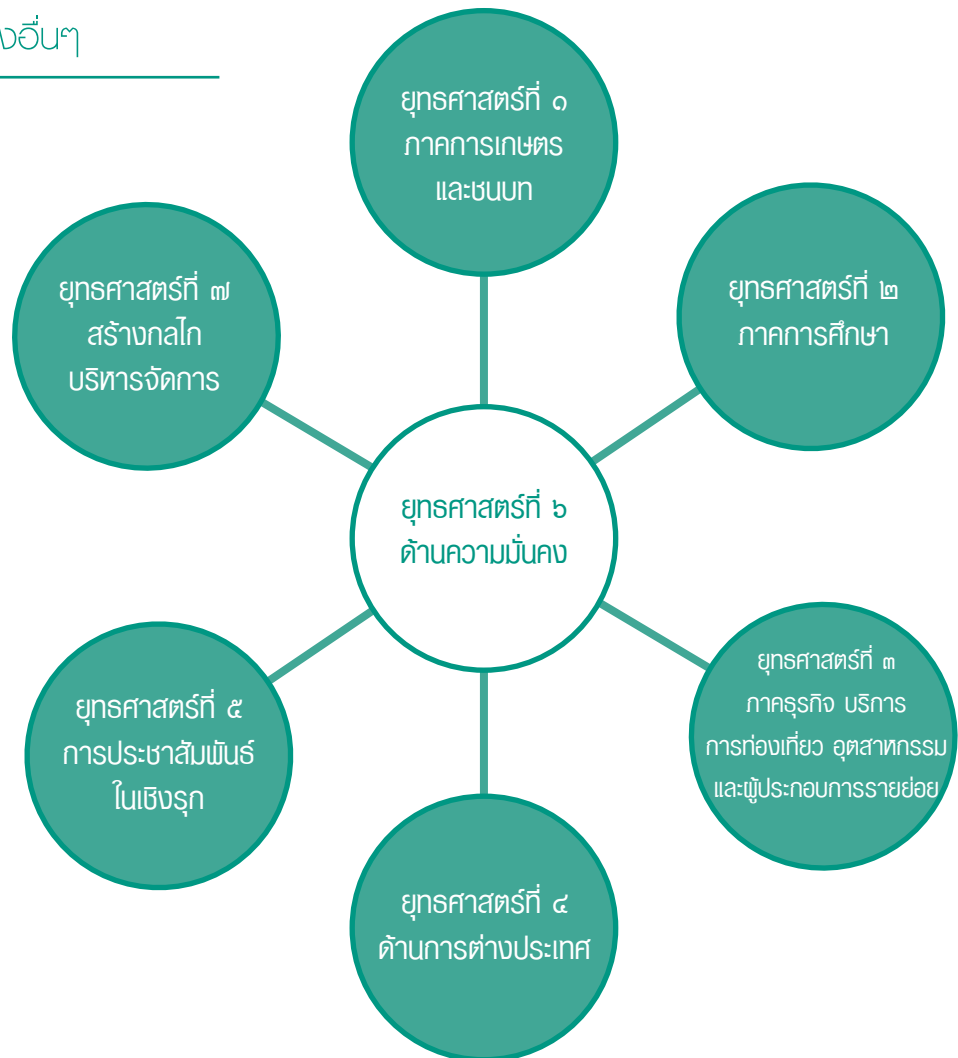 งอื่นๆ
ยุทธศาสตร์ที่ ๑
ภาคการเกษตร
และชนบท
ยุทธศาสตร์ที่ ๒
ภาคการศึกษา
ยุทธศาสตร์ที่ ๓
ภาคธุรกิจ บริการ
การท่องเที่ยว อุตสาหกรรม
และผู้ประกอบการรายย่อย
ยุทธศาสตร์ที่ ๔
ด้านการต่างประเทศ
ยุทธศาสตร์ที่ ๕
การประชาสัมพันธ์
ในเชิงรุก
ยุทธศาสตร์ที่ ๖
ด้านความมั่นคง
ยุทธศาสตร์ที่ ๗
สร้างกลไก
บริหารจัดการ